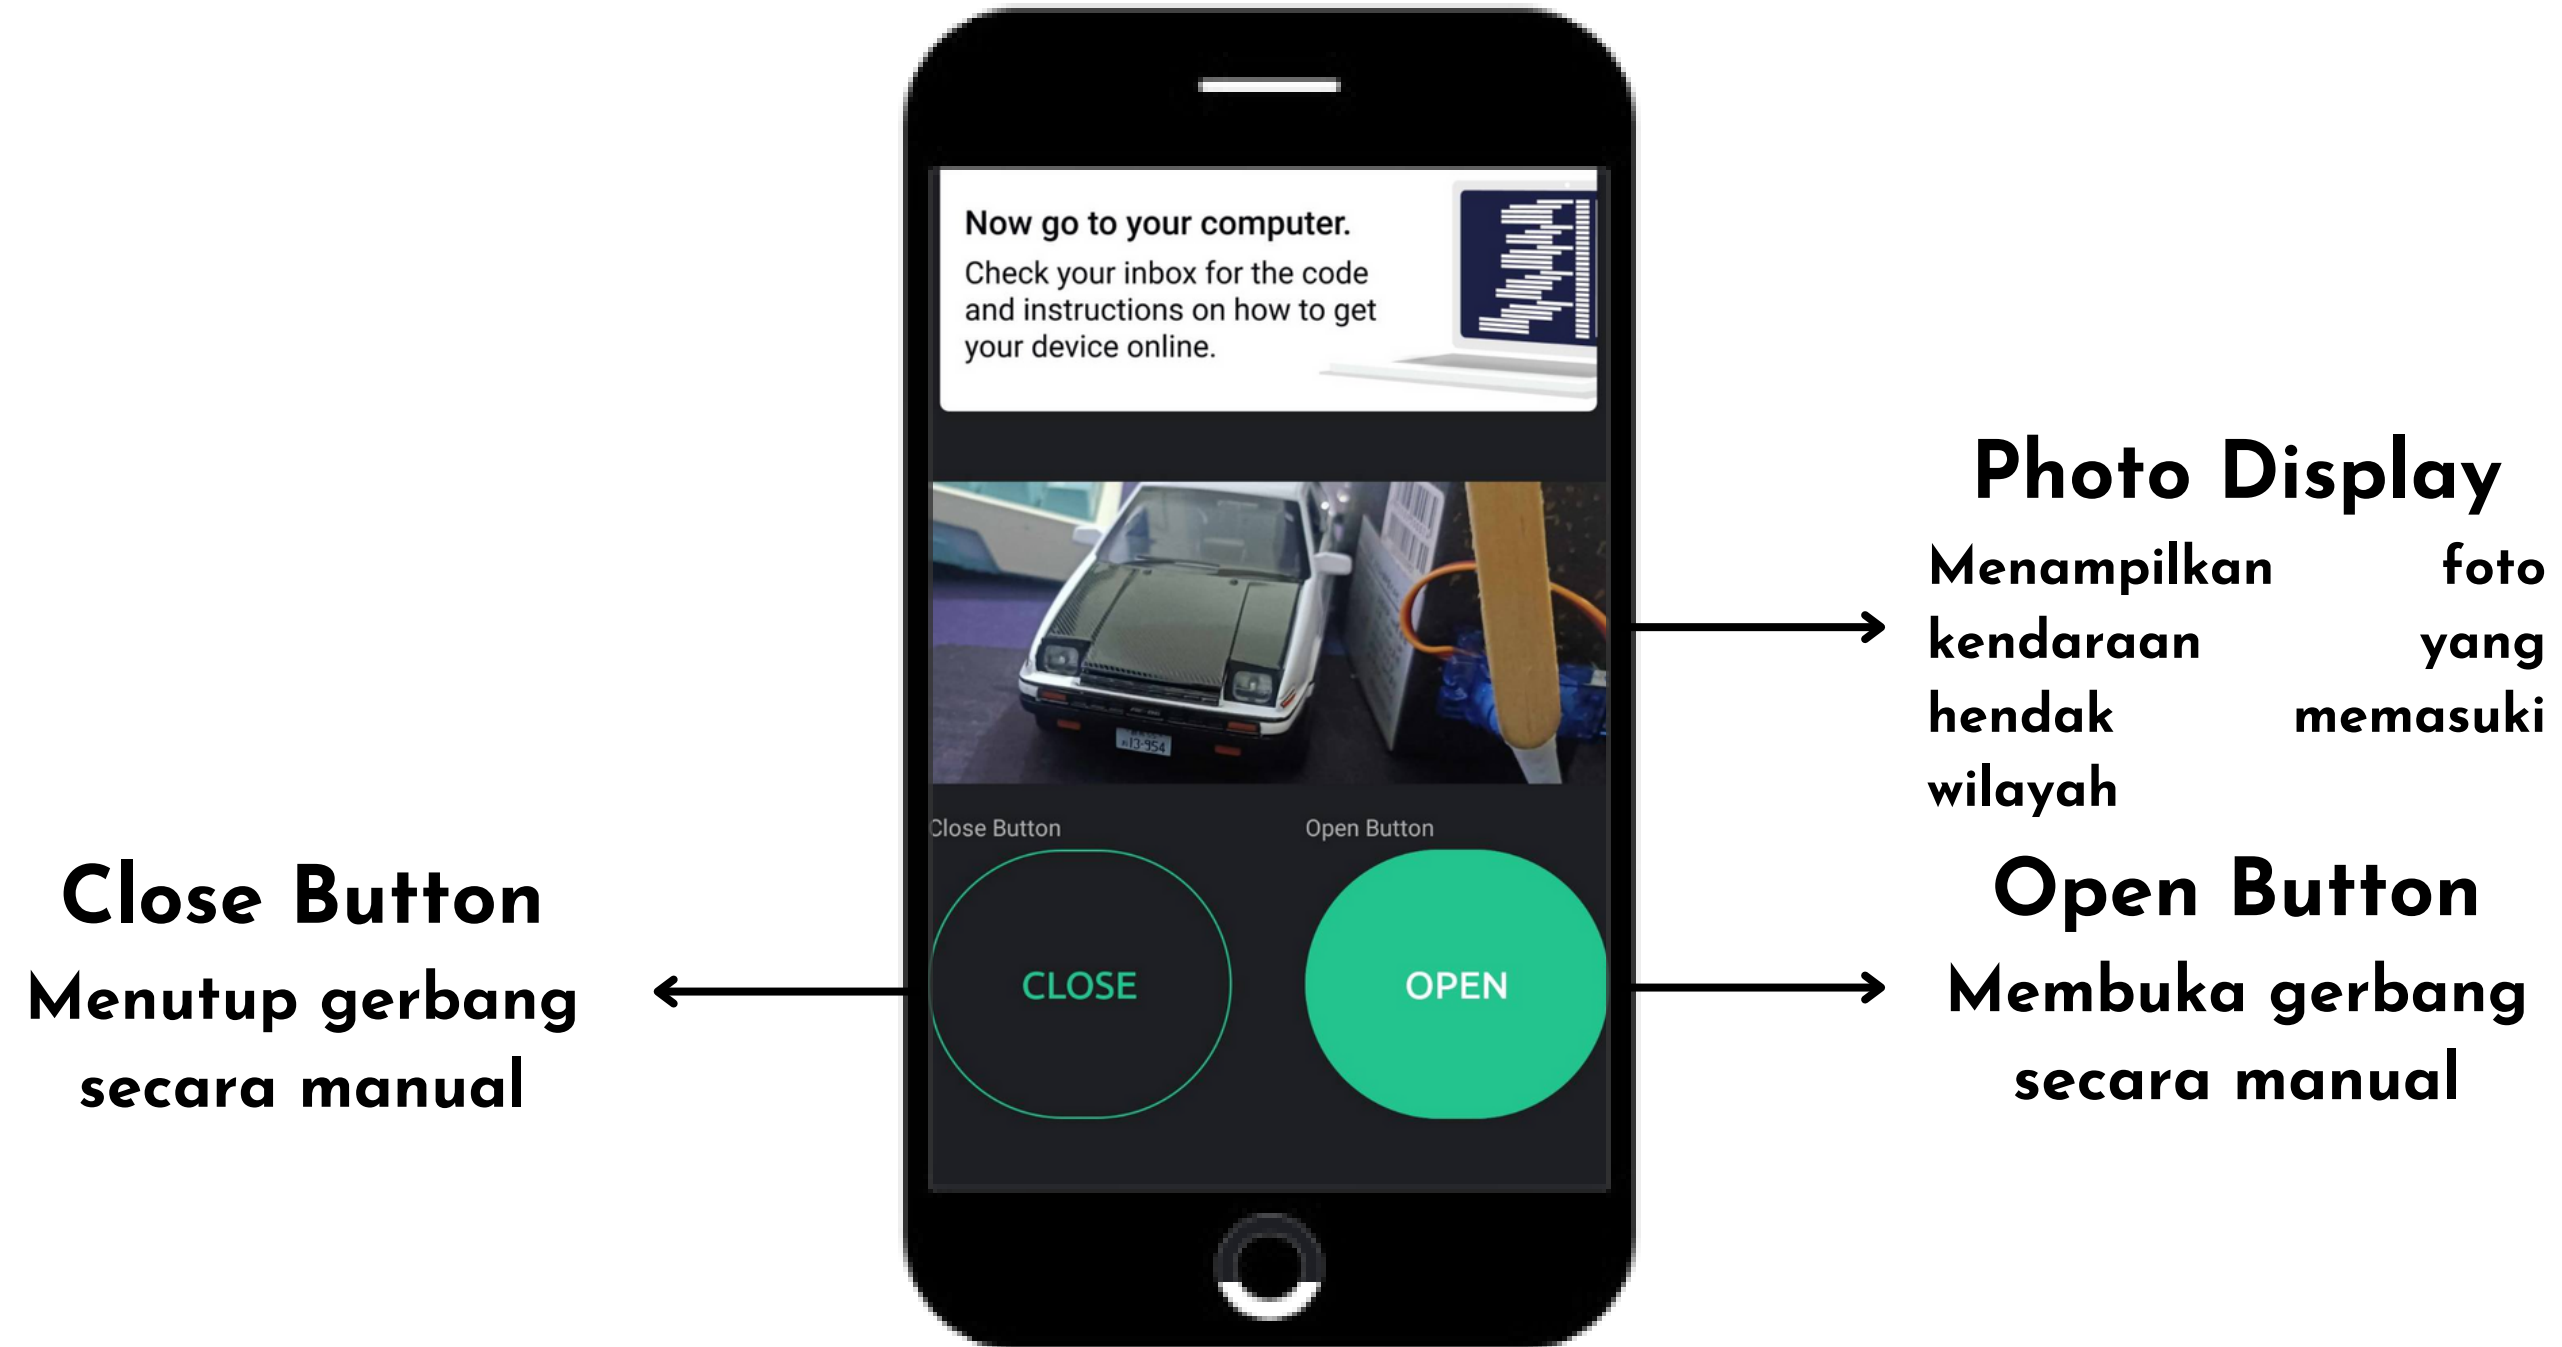 Now go to your computer.
Check your inbox for the code
and instructions on how to get
your device online.
Photo Display
Menampilkan foto
kendaraan yang
hendak memasuki
wilayah
Close Button
Open Button
CLOSE
OPEN
13-954
Close Button
Menutup gerbang
secara manual
Open Button
Membuka gerbang
secara manual